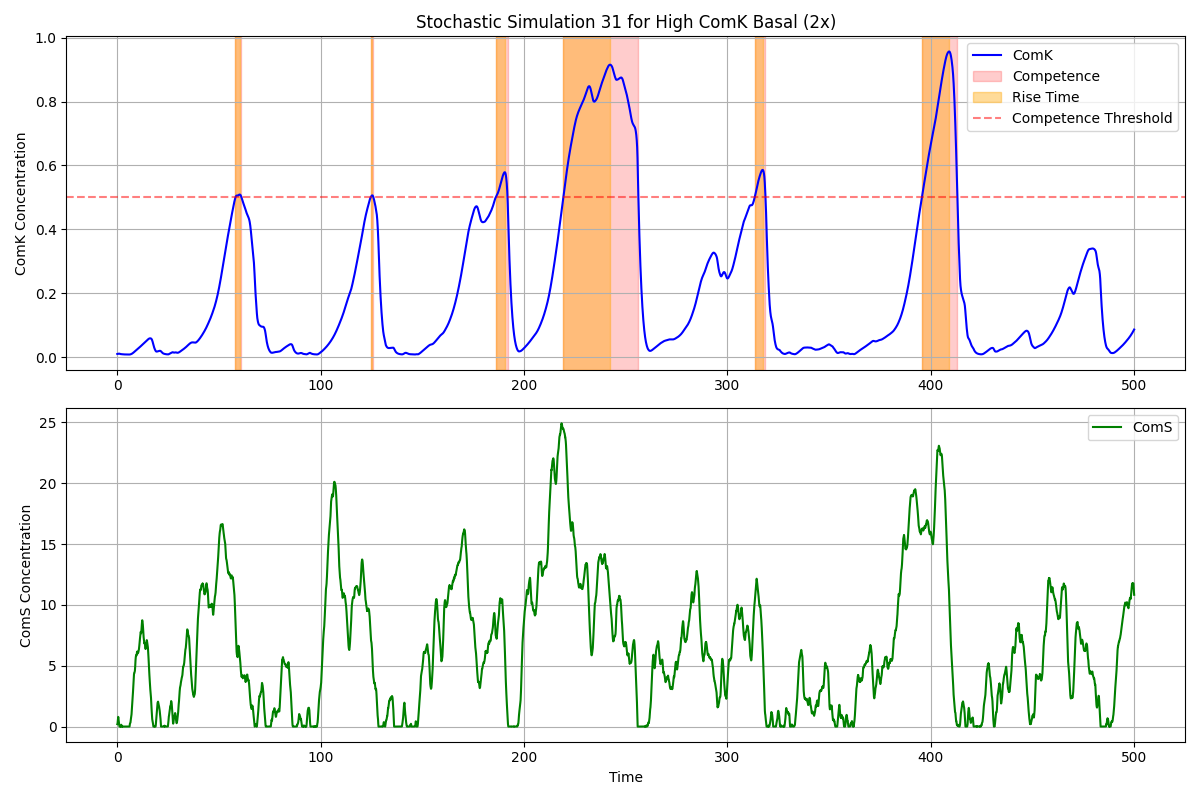 Stochastic Simulation 31 for High ComK Basal (2x)
1.0
0.8
0.6
0.4
0.2
0.0
ComK Concentration
ComK
Competence
Rise Time
Competence Threshold
0 100 200 300 400 500
25
20
15
10
5
0
ComS Concentration
ComS
0 100 200 300 400 500
Time